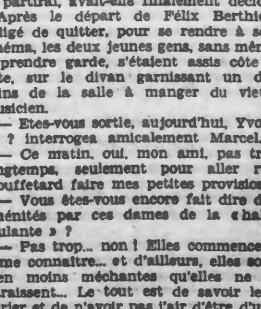 partirai, avait-elle finalement décid
Après le départ de Félix Berthie
ligé de quitter, pour se rendre à s
néma, les deux jeunes gens, sans mêm
prendre garde, s'étaient assis côte
te, sur le divan garnissant un d
ins de la salle à manger du vieu
usicien.
— Etes-vous sortie, aujourd'hui, Yvo
? interrogea amicalement Marcel.
— Ce matin, oui, mon ami, pas tr
ngtemps, seulement pour aller r
ouffetard faire mes petites provision
— Vous êtes-vous encore fait dire d
ménités par ces dames de la « hal
ulante » ?
— Pas trop... non ! Elles commence
me connaître... et d'ailleurs, elles so
en moins méchantes qu'elles ne
raissent... Le tout est de savoir le
rier et de n'avoir pas l'air d'être d'u